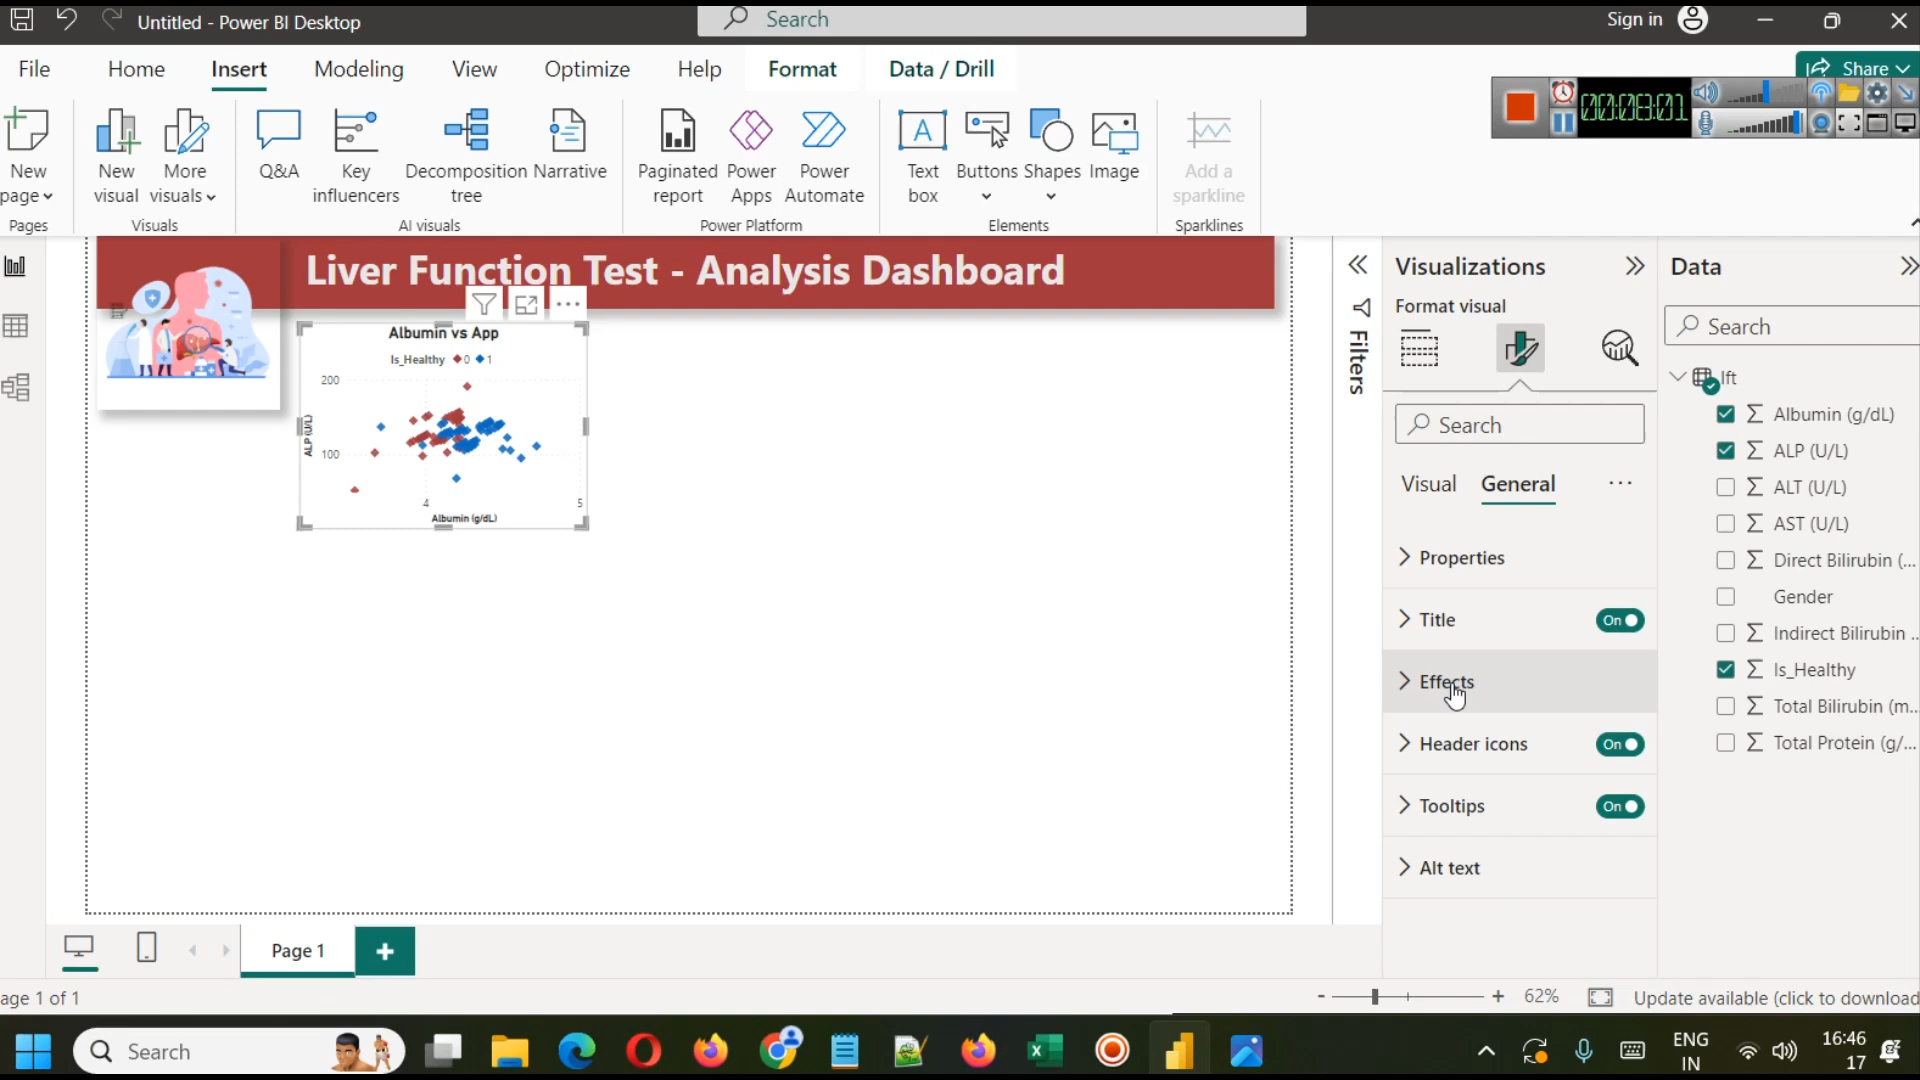 Untitled - Power BI Desktop
Search
Sign in
File
Home
Insert
Modeling
View
Optimize
Help
Format
Data / Drill
Share
00:08:01
New page
New visual
More visuals
Q&A
Key influencers
Decomposition tree
Narrative
Paginated report
Power Apps
Power Automate
Text box
Buttons
Shapes
Image
Add a sparkline
Pages
Visuals
AI visuals
Power Platform
Elements
Sparklines
Liver Function Test - Analysis Dashboard
Albumin vs App
Is_Healthy 0 1
200
100
ALP (U/L)
4
5
Albumin (g/dL)
Filters
Visualizations
Format visual
Search
Visual
General
Properties
Title
On
Effects
Header icons
On
Tooltips
On
Alt text
Data
Search
lft
Albumin (g/dL)
ALP (U/L)
ALT (U/L)
AST (U/L)
Direct Bilirubin (...
Gender
Indirect Bilirubin ...
Is_Healthy
Total Bilirubin (m...
Total Protein (g/...
Page 1
age 1 of 1
- + 62%
Update available (click to download
Search
ENG
IN
16:46
17